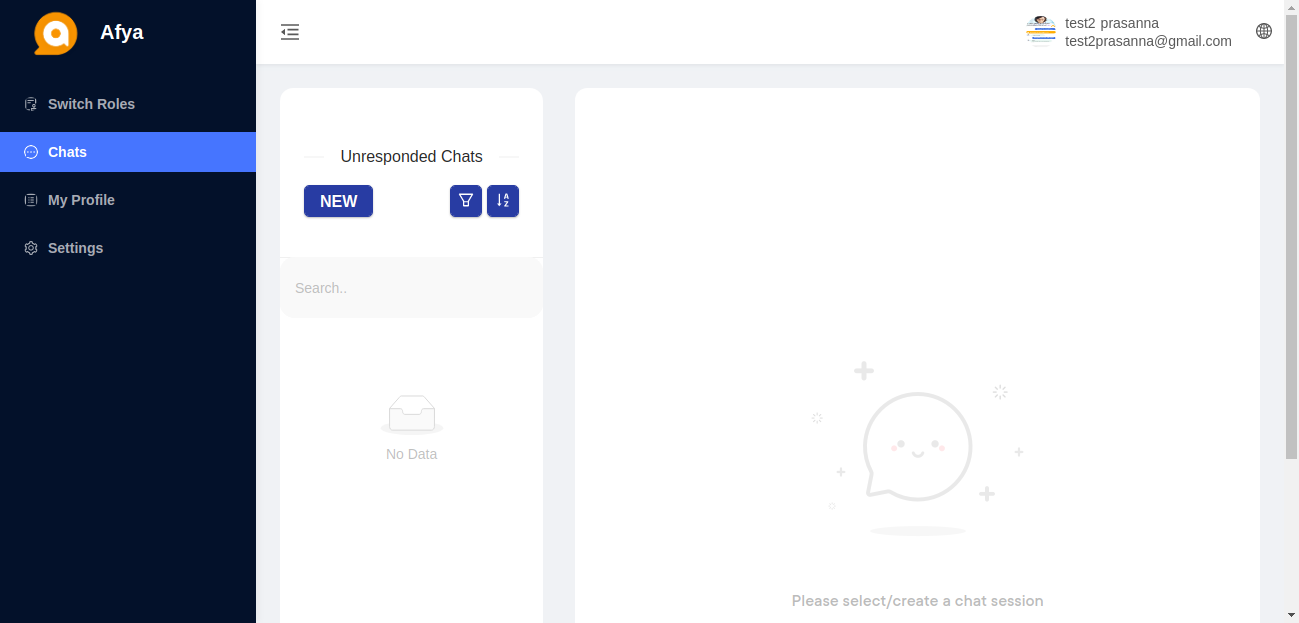 Afya
test2 prasanna
test2prasanna@gmail.com
Switch Roles
Chats
My Profile
Settings
Unresponded Chats
NEW
Search..
No Data
Please select/create a chat session